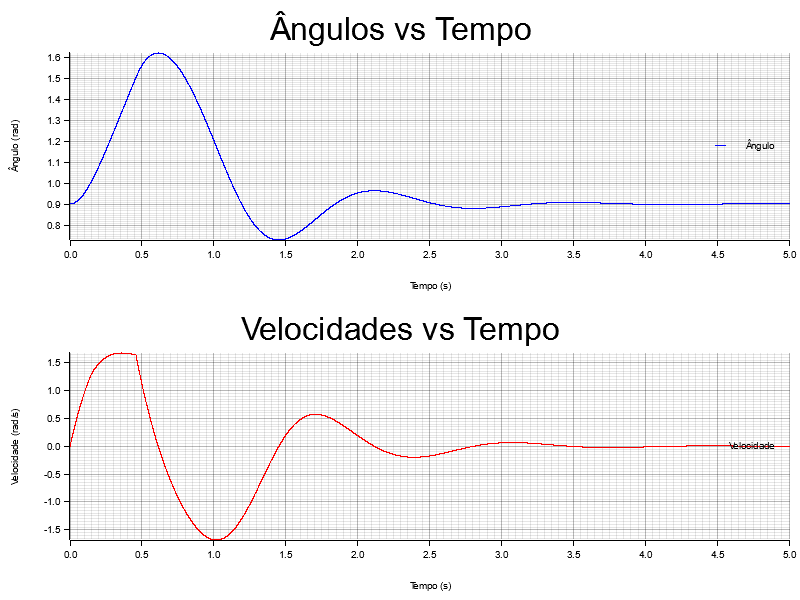 Ângulos vs Tempo
1.6
1.5
1.4
1.3
1.2
1.1
1.0
0.9
0.8
Ângulo (rad)
Ângulo
0.0 0.5 1.0 1.5 2.0 2.5 3.0 3.5 4.0 4.5 5.0
Tempo (s)
Velocidades vs Tempo
1.5
1.0
0.5
0.0
-0.5
-1.0
-1.5
Velocidade (rad/s)
Velocidade
0.0 0.5 1.0 1.5 2.0 2.5 3.0 3.5 4.0 4.5 5.0
Tempo (s)